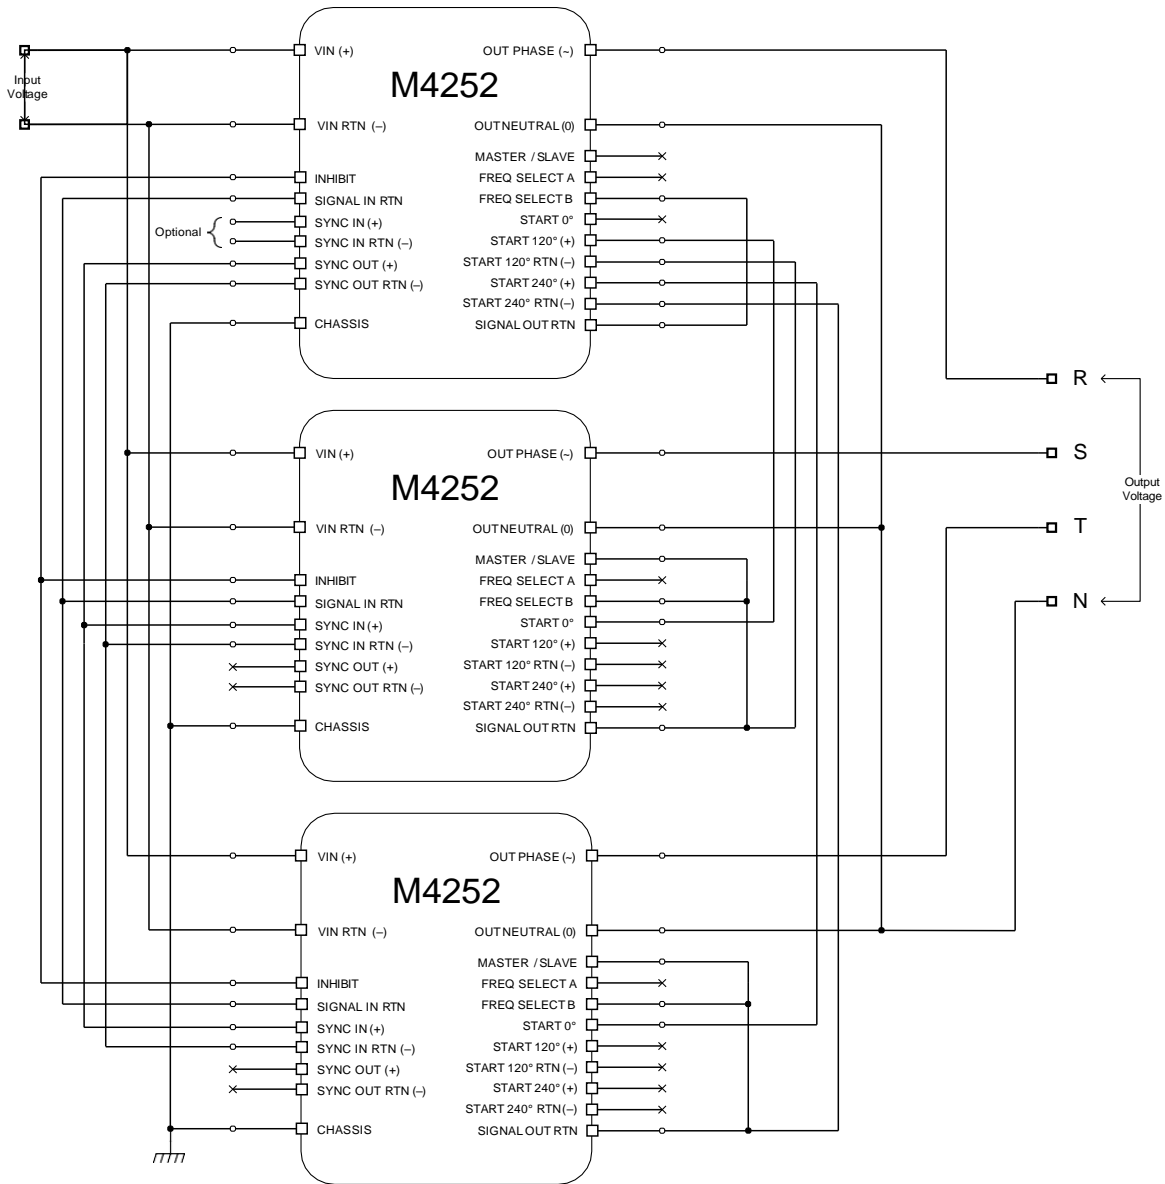 Input
Voltage
M4252
VIN (+)
VIN RTN (–)
INHIBIT
SIGNAL IN RTN
SYNC IN (+)
SYNC IN RTN (–)
SYNC OUT (+)
SYNC OUT RTN (–)
CHASSIS
Optional
OUT PHASE (~)
OUT NEUTRAL (0)
MASTER / SLAVE
FREQ SELECT A
FREQ SELECT B
START 0°
START 120° (+)
START 120° RTN (–)
START 240° (+)
START 240° RTN (–)
SIGNAL OUT RTN
M4252
VIN (+)
VIN RTN (–)
INHIBIT
SIGNAL IN RTN
SYNC IN (+)
SYNC IN RTN (–)
SYNC OUT (+)
SYNC OUT RTN (–)
CHASSIS
OUT PHASE (~)
OUT NEUTRAL (0)
MASTER / SLAVE
FREQ SELECT A
FREQ SELECT B
START 0°
START 120° (+)
START 120° RTN (–)
START 240° (+)
START 240° RTN (–)
SIGNAL OUT RTN
M4252
VIN (+)
VIN RTN (–)
INHIBIT
SIGNAL IN RTN
SYNC IN (+)
SYNC IN RTN (–)
SYNC OUT (+)
SYNC OUT RTN (–)
CHASSIS
OUT PHASE (~)
OUT NEUTRAL (0)
MASTER / SLAVE
FREQ SELECT A
FREQ SELECT B
START 0°
START 120° (+)
START 120° RTN (–)
START 240° (+)
START 240° RTN (–)
SIGNAL OUT RTN
R
S
T
N
Output
Voltage